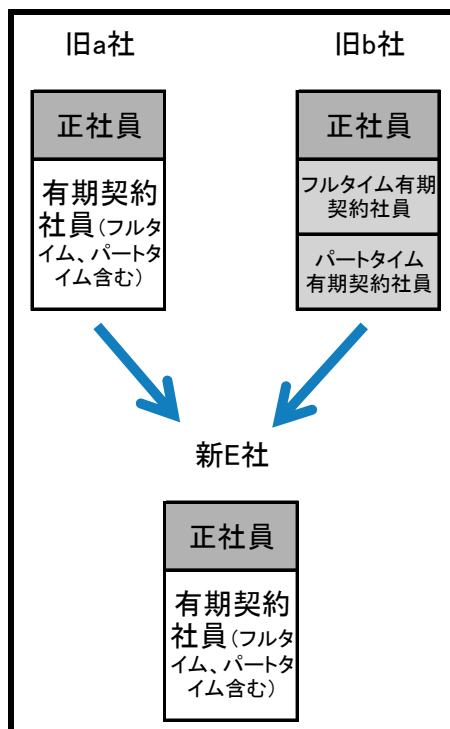 旧a社
旧b社
正社員
有期契約
社員(フルタ
イム、パートタ
イム含む)
正社員
フルタイム有期
契約社員
パートタイム
有期契約社員
新E社
正社員
有期契約
社員(フルタ
イム、パートタ
イム含む)